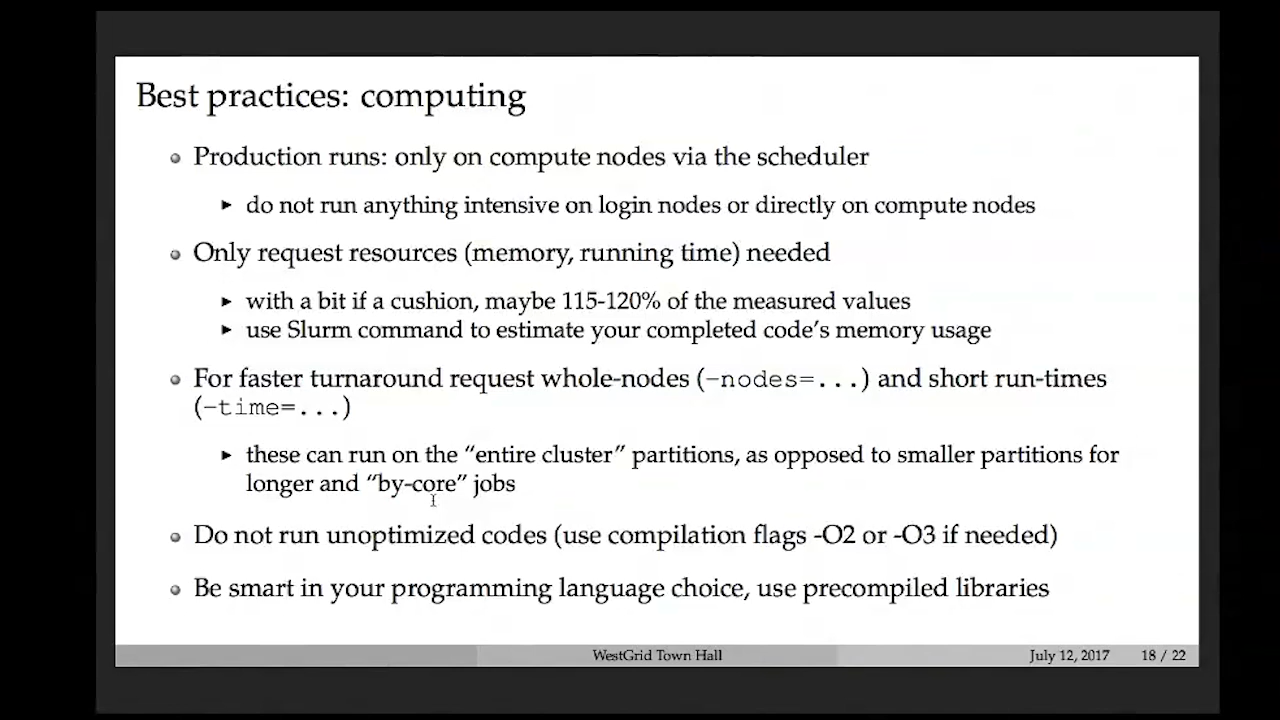 Best practices: computing
Production runs: only on compute nodes via the scheduler
do not run anything intensive on login nodes or directly on compute nodes
Only request resources (memory, running time) needed
with a bit if a cushion, maybe 115-120% of the measured values
use Slurm command to estimate your completed code's memory usage
For faster turnaround request whole-nodes (-nodes=...) and short run-times
(-time=...)
these can run on the "entire cluster" partitions, as opposed to smaller partitions for
longer and "by-core" jobs
Do not run unoptimized codes (use compilation flags -O2 or -O3 if needed)
Be smart in your programming language choice, use precompiled libraries
WestGrid Town Hall July 12, 2017 18 / 22